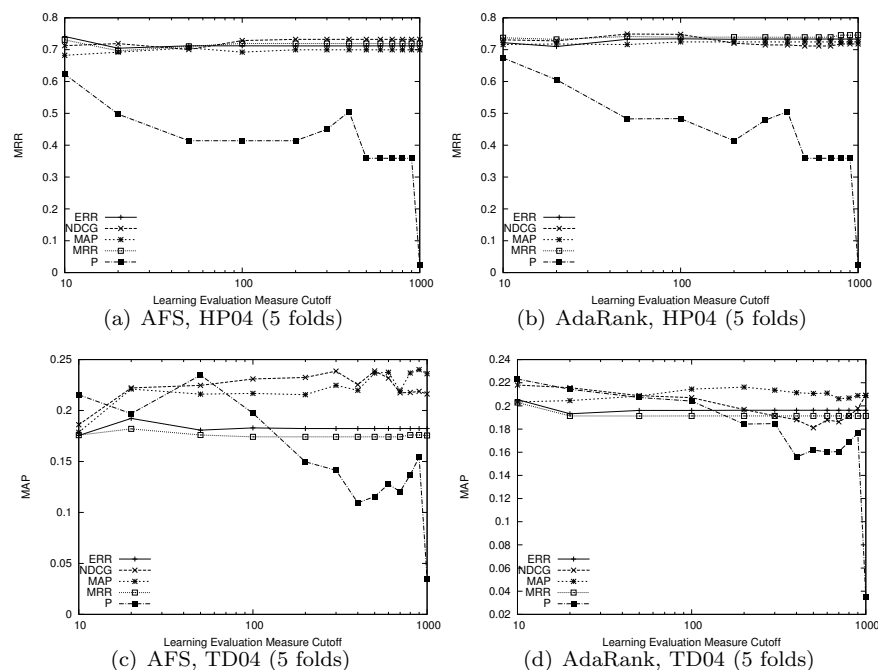 0.8
0.7
0.6
0.5
0.4
0.3
0.2
0.1
0
MRR
ERR
NDCG
MAP
MRR
P
10 100 1000
Learning Evaluation Measure Cutoff
(a) AFS, HP04 (5 folds)
0.8
0.7
0.6
0.5
0.4
0.3
0.2
0.1
0
MRR
ERR
NDCG
MAP
MRR
P
10 100 1000
Learning Evaluation Measure Cutoff
(b) AdaRank, HP04 (5 folds)
0.25
0.2
0.15
0.1
0.05
0
MAP
ERR
NDCG
MAP
MRR
P
10 100 1000
Learning Evaluation Measure Cutoff
(c) AFS, TD04 (5 folds)
0.24
0.22
0.2
0.18
0.16
0.14
0.12
0.1
0.08
0.06
0.04
0.02
MAP
ERR
NDCG
MAP
MRR
P
10 100 1000
Learning Evaluation Measure Cutoff
(d) AdaRank, TD04 (5 folds)